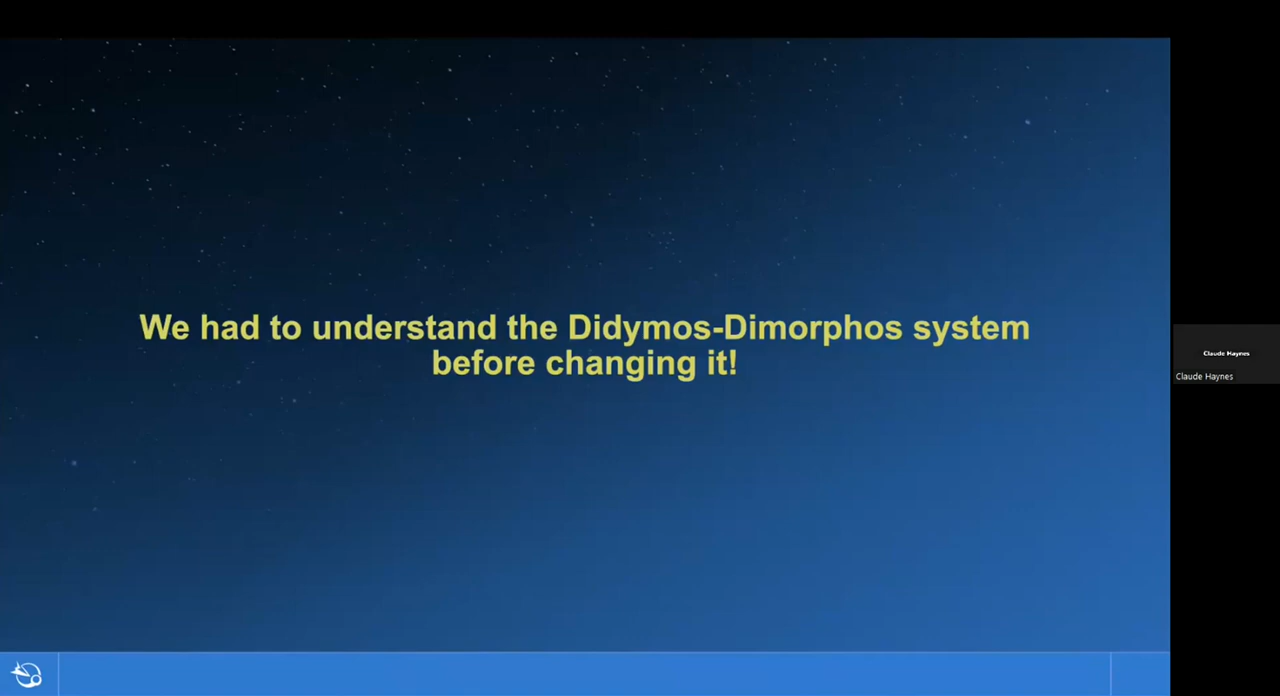 We had to understand the Didymos-Dimorphos system
before changing it!
Claude Haynes
Claude Haynes